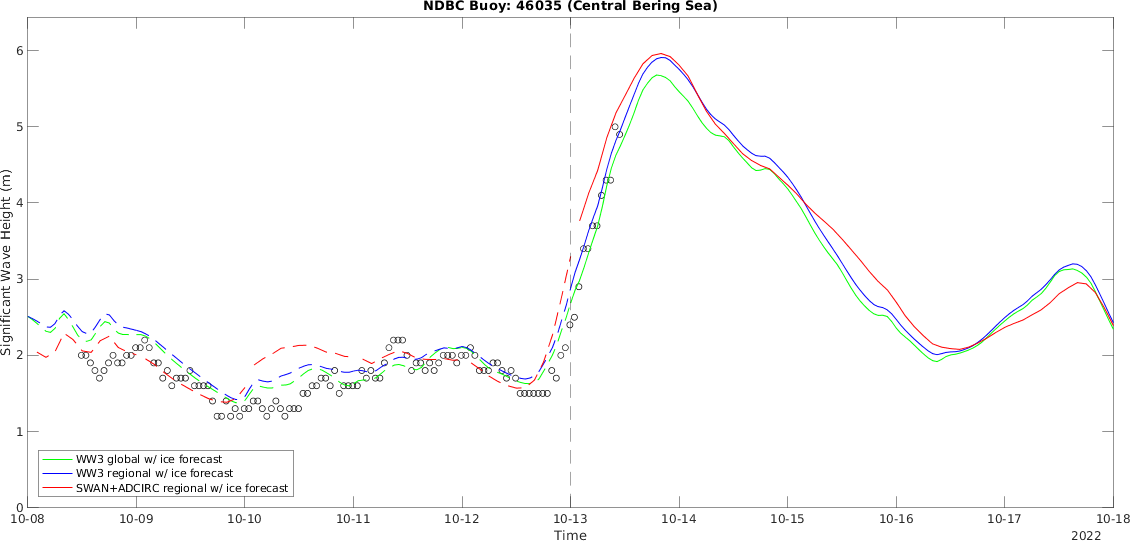 NDBC Buoy: 46035 (Central Bering Sea)
6
5
4
3
2
1
0
Significant Wave Height (m)
WW3 global w/ ice forecast
WW3 regional w/ ice forecast
SWAN+ADCIRC regional w/ ice forecast
10-08 10-09 10-10 10-11 10-12 10-13 10-14 10-15 10-16 10-17 10-18
Time
2022